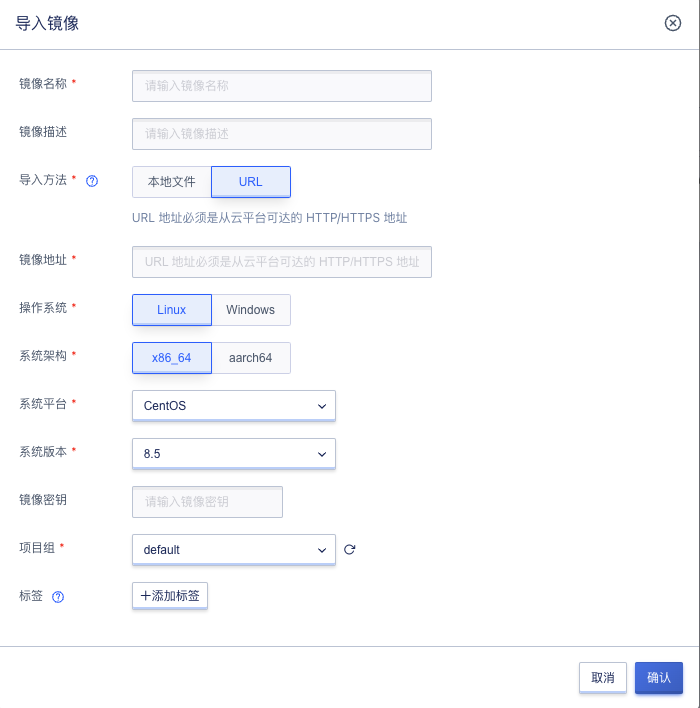 导入镜像
镜像名称 *
请输入镜像名称
镜像描述
请输入镜像描述
导入方法 *
本地文件 URL
URL 地址必须是从云平台可达的 HTTP/HTTPS 地址
镜像地址 *
URL 地址必须是从云平台可达的 HTTP/HTTPS 地址
操作系统 *
Linux Windows
系统架构 *
x86_64 aarch64
系统平台 *
CentOS
系统版本 *
8.5
镜像密钥
请输入镜像密钥
项目组 *
default
标签
+添加标签
取消 确认